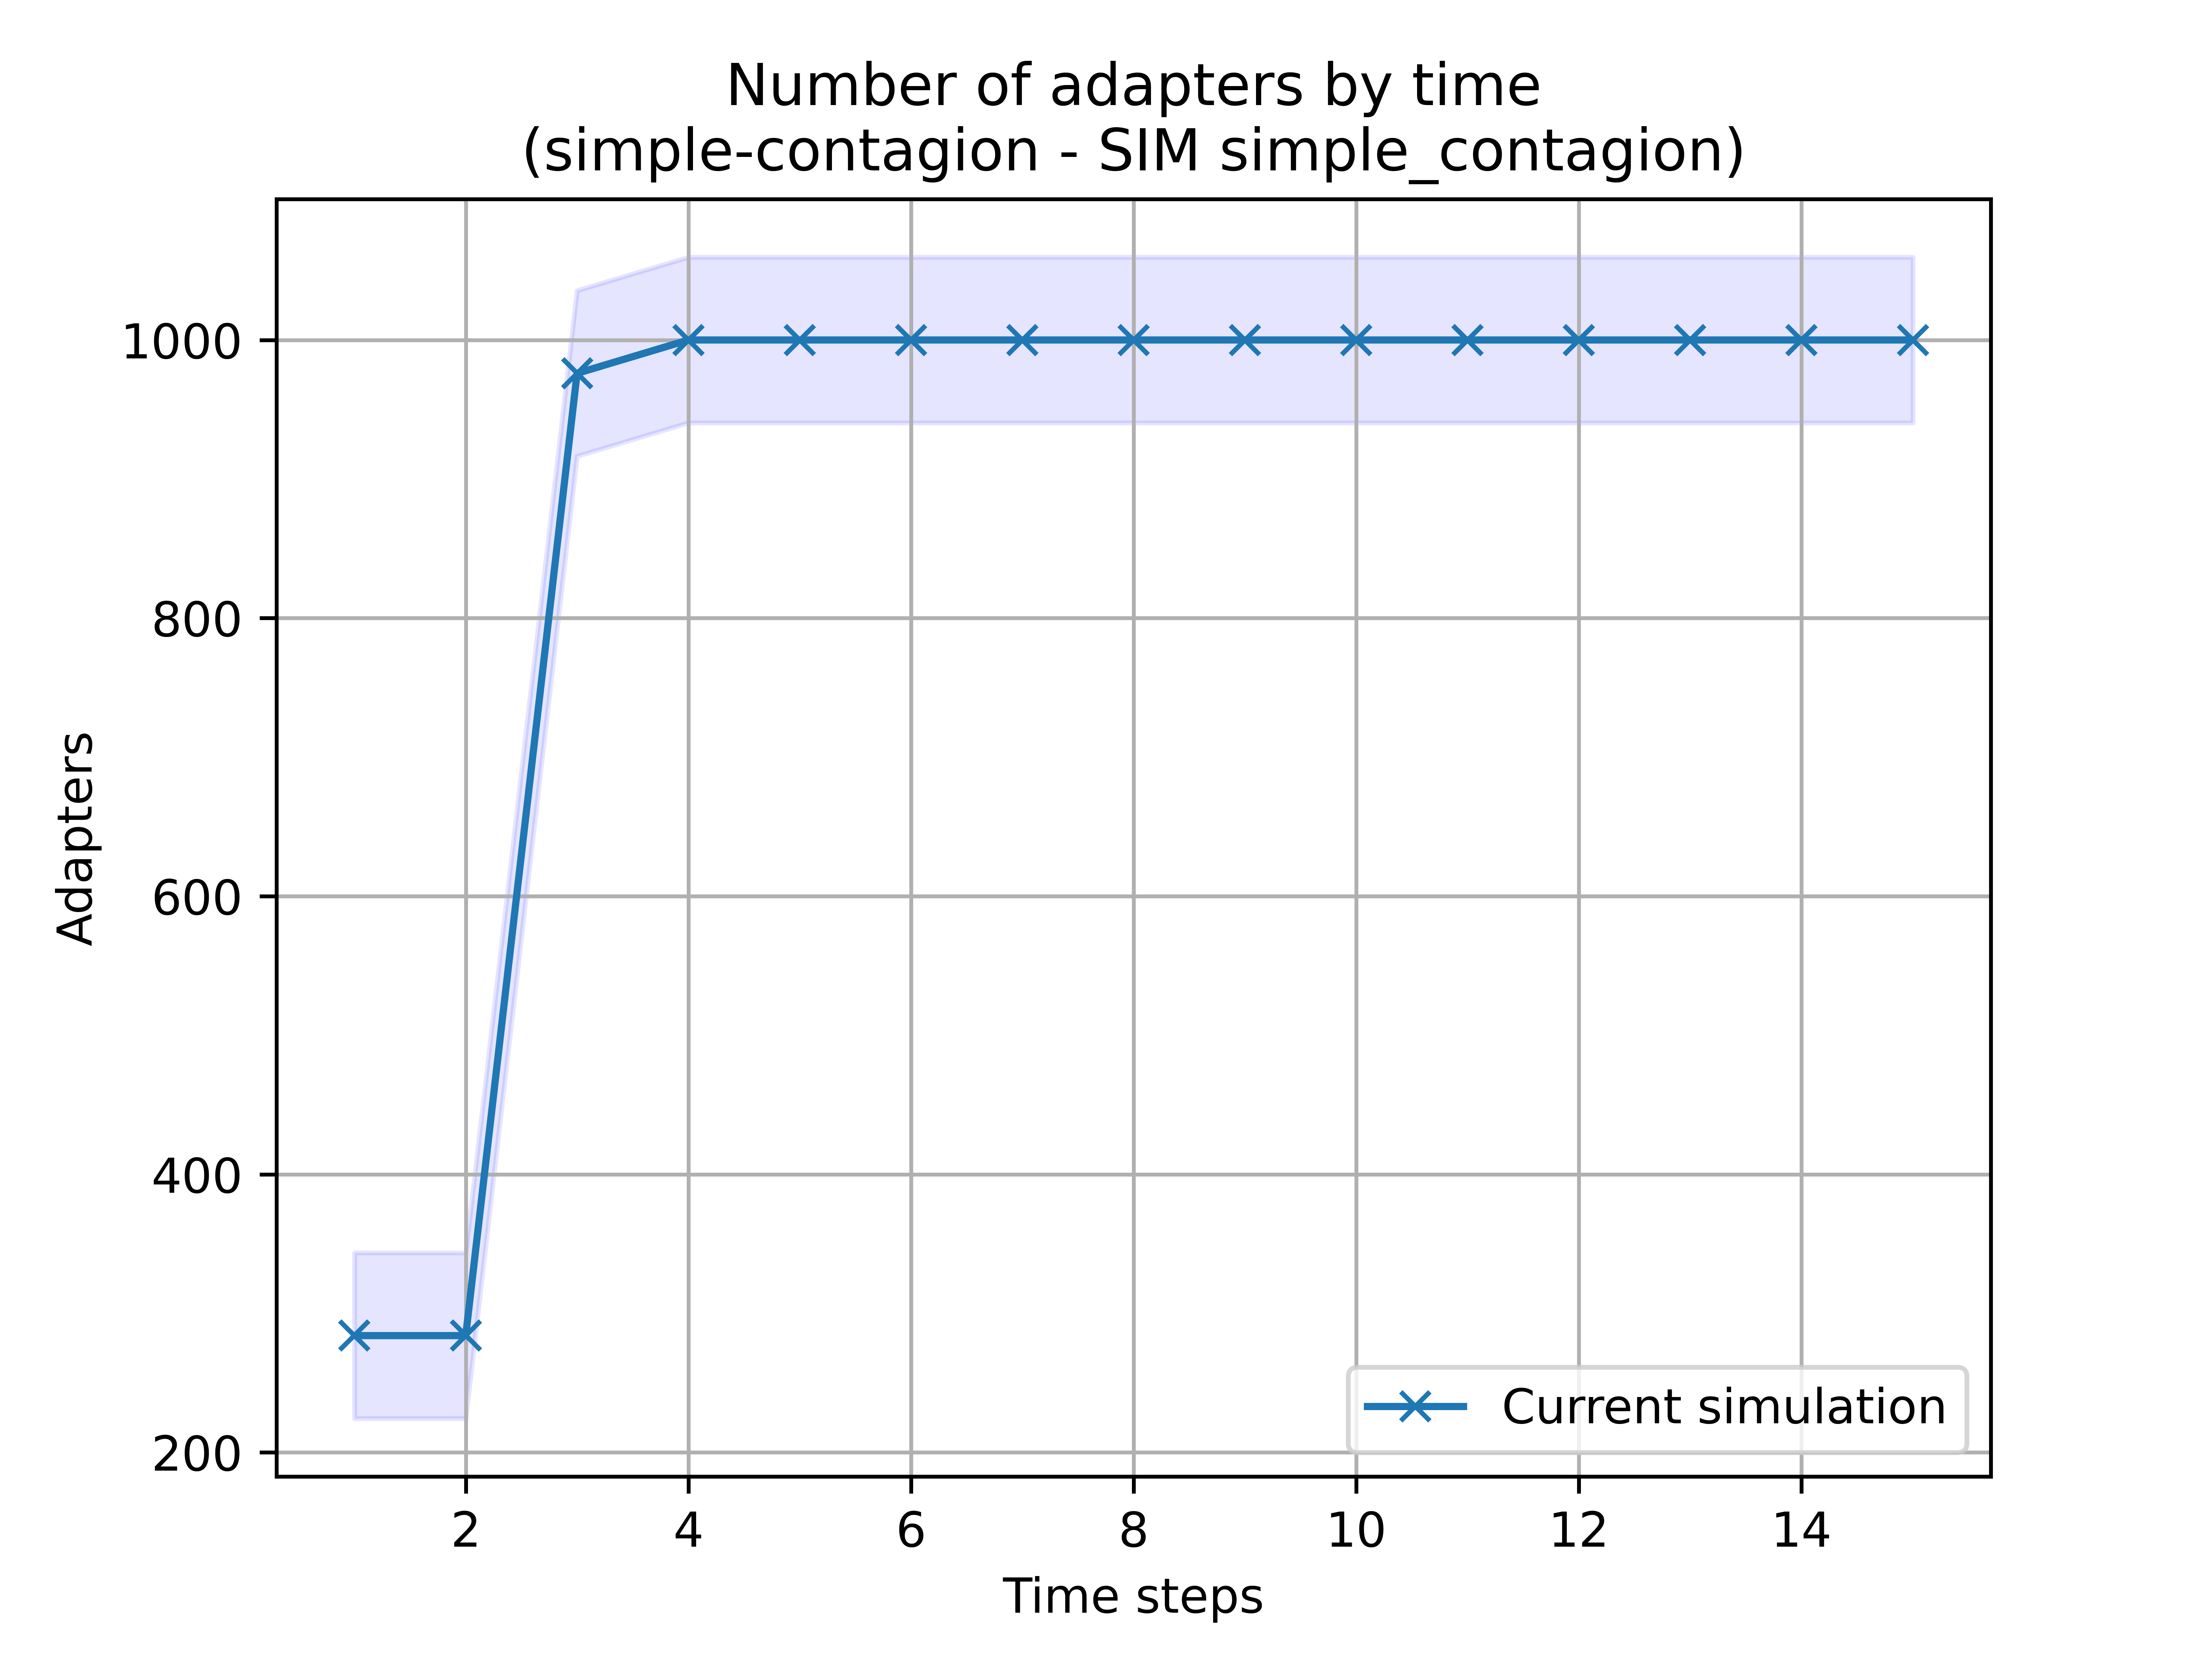 Number of adapters by time
(simple-contagion - SIM simple_contagion)
1000
800
600
400
200
Adapters
Current simulation
2 4 6 8 10 12 14
Time steps